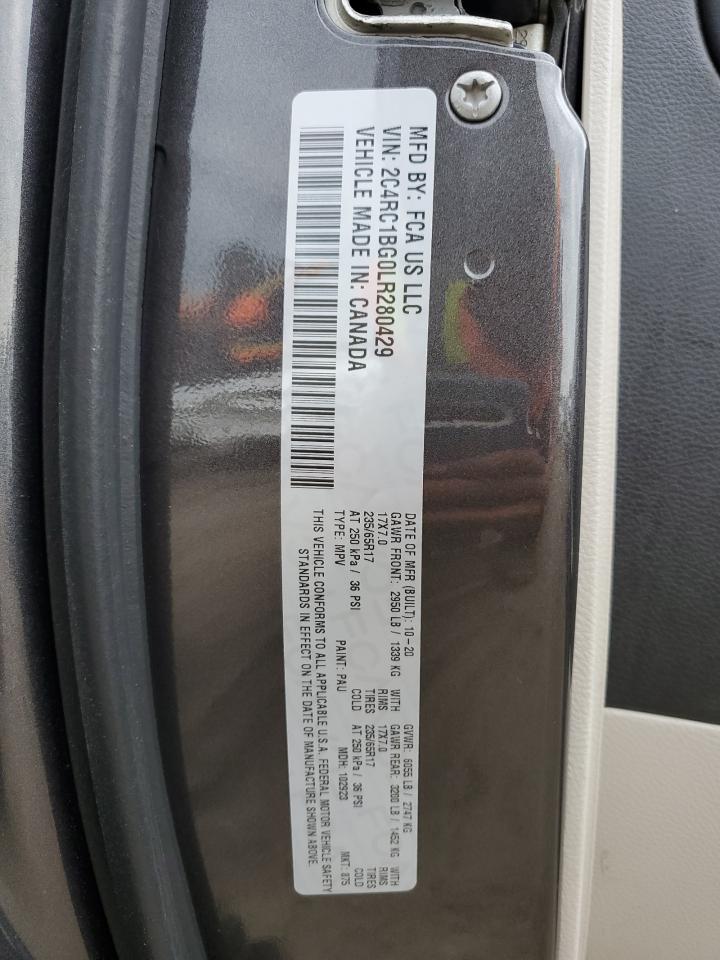 MFD BY: FCA US LLC
VIN: 2C4RC1BG0LR280429
VEHICLE MADE IN: CANADA
DATE OF MFR (BUILT): 10-20 GVWR: 6055 LB / 2747 KG
GAWR FRONT: 2950 LB / 1339 KG WITH GAWR REAR: 3200 LB / 1452 KG WITH
17X7.0 RIMS 17X7.0 RIMS
235/65R17 TIRES 235/65R17 TIRES
AT 250 kPa / 36 PSI COLD AT 250 kPa / 36 PSI COLD
TYPE: MPV PAINT: PAU MDH: 102923 MKT: 875
THIS VEHICLE CONFORMS TO ALL APPLICABLE U.S.A. FEDERAL MOTOR VEHICLE SAFETY
STANDARDS IN EFFECT ON THE DATE OF MANUFACTURE SHOWN ABOVE.